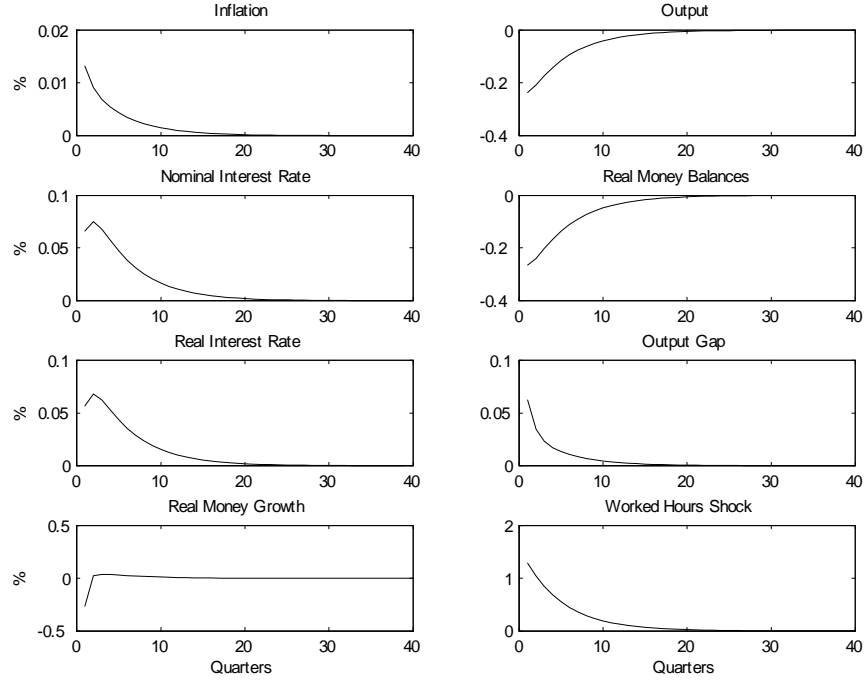 Inflation
0.02
0.01
0
%
0 10 20 30 40
Output
0
-0.2
-0.4
0 10 20 30 40
Nominal Interest Rate
0.1
0.05
0
%
0 10 20 30 40
Real Money Balances
0
-0.2
-0.4
0 10 20 30 40
Real Interest Rate
0.1
0.05
0
%
0 10 20 30 40
Output Gap
0.1
0.05
0
0 10 20 30 40
Real Money Growth
0.5
0
-0.5
%
0 10 20 30 40
Quarters
Worked Hours Shock
2
1
0
0 10 20 30 40
Quarters